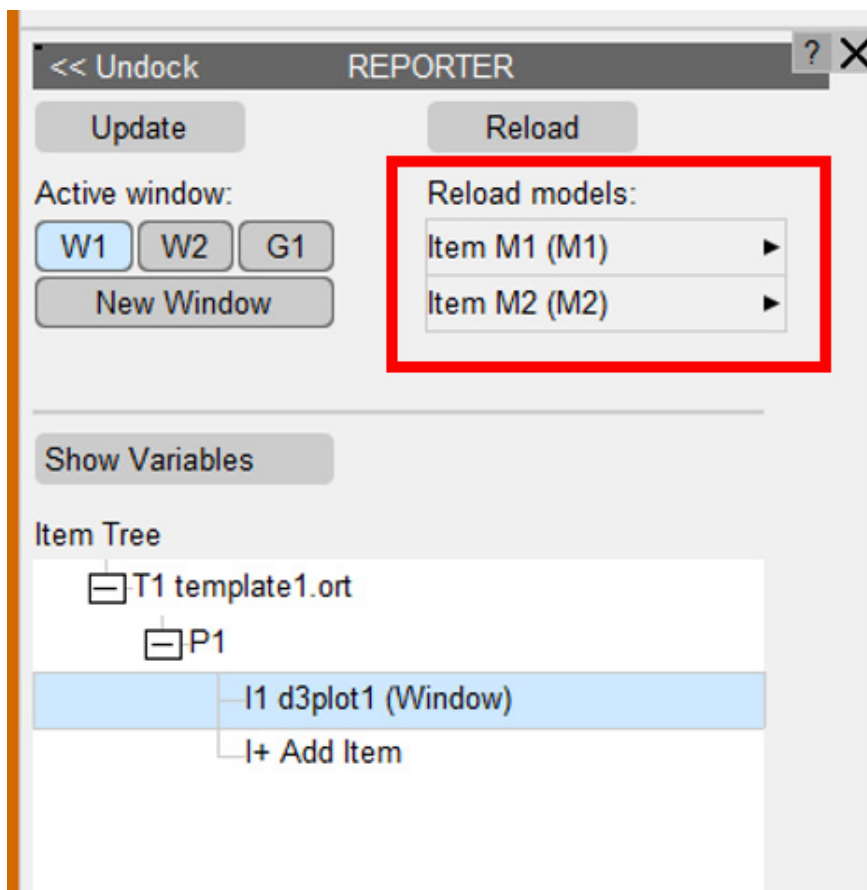 << Undock REPORTER ? X
Update Reload
Active window: Reload models:
W1 W2 G1 Item M1 (M1)
New Window Item M2 (M2)
Show Variables
Item Tree
T1 template1.ort
P1
I1 d3plot1 (Window)
I+ Add Item